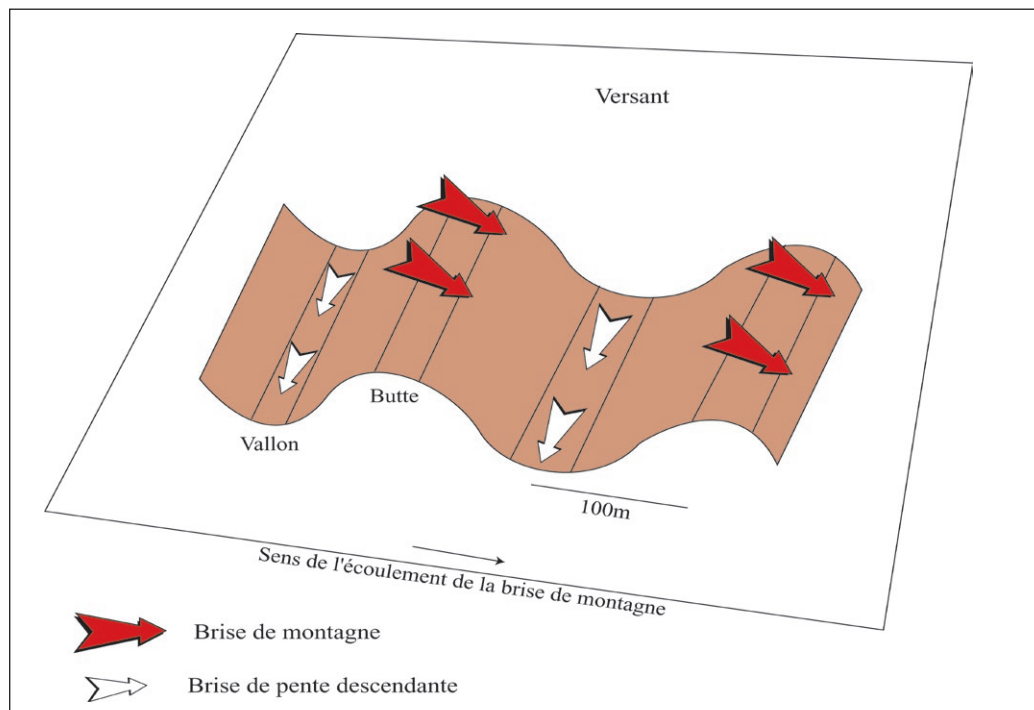 Versant
Butte
Vallon
100m
Sens de l'écoulement de la brise de montagne
Brise de montagne
Brise de pente descendante